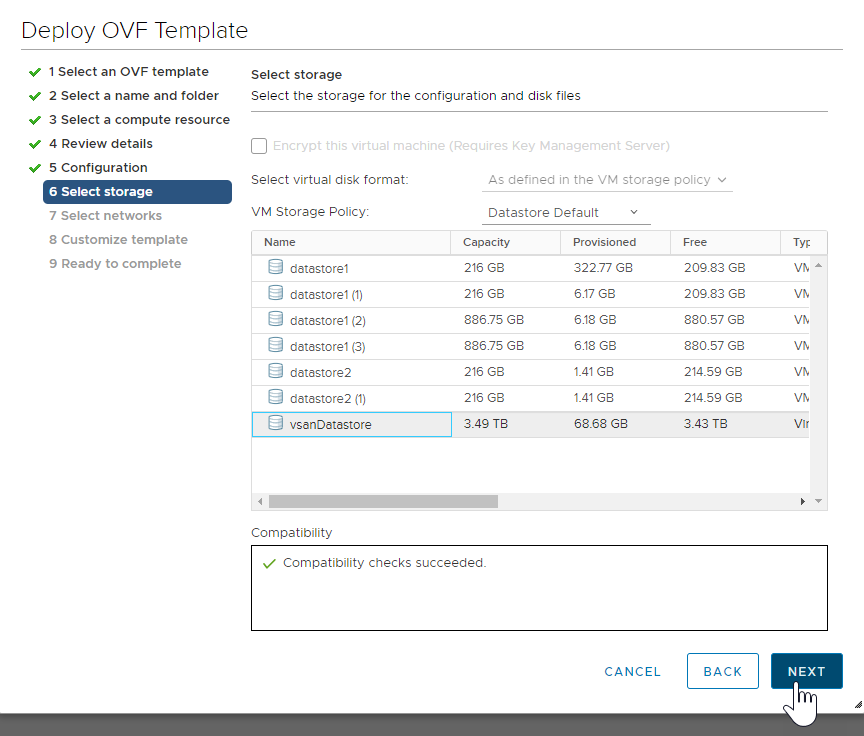 Deploy OVF Template
1 Select an OVF template
2 Select a name and folder
3 Select a compute resource
4 Review details
5 Configuration
6 Select storage
7 Select networks
8 Customize template
9 Ready to complete
Select storage
Select the storage for the configuration and disk files
Encrypt this virtual machine (Requires Key Management Server)
Select virtual disk format: As defined in the VM storage policy
VM Storage Policy: Datastore Default
Name Capacity Provisioned Free Typ
datastore1 216 GB 322.77 GB 209.83 GB VM
datastore1 (1) 216 GB 6.17 GB 209.83 GB VM
datastore1 (2) 886.75 GB 6.18 GB 880.57 GB VM
datastore1 (3) 886.75 GB 6.18 GB 880.57 GB VM
datastore2 216 GB 1.41 GB 214.59 GB VM
datastore2 (1) 216 GB 1.41 GB 214.59 GB VM
vsanDatastore 3.49 TB 68.68 GB 3.43 TB Vir
Compatibility
Compatibility checks succeeded.
CANCEL BACK NEXT